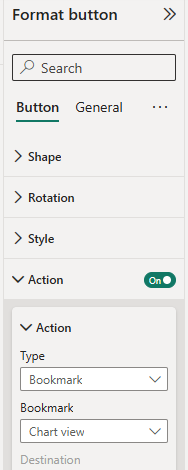 Format button
Search
Button General
Shape
Rotation
Style
Action On
Action
Type
Bookmark
Bookmark
Chart view
Destination